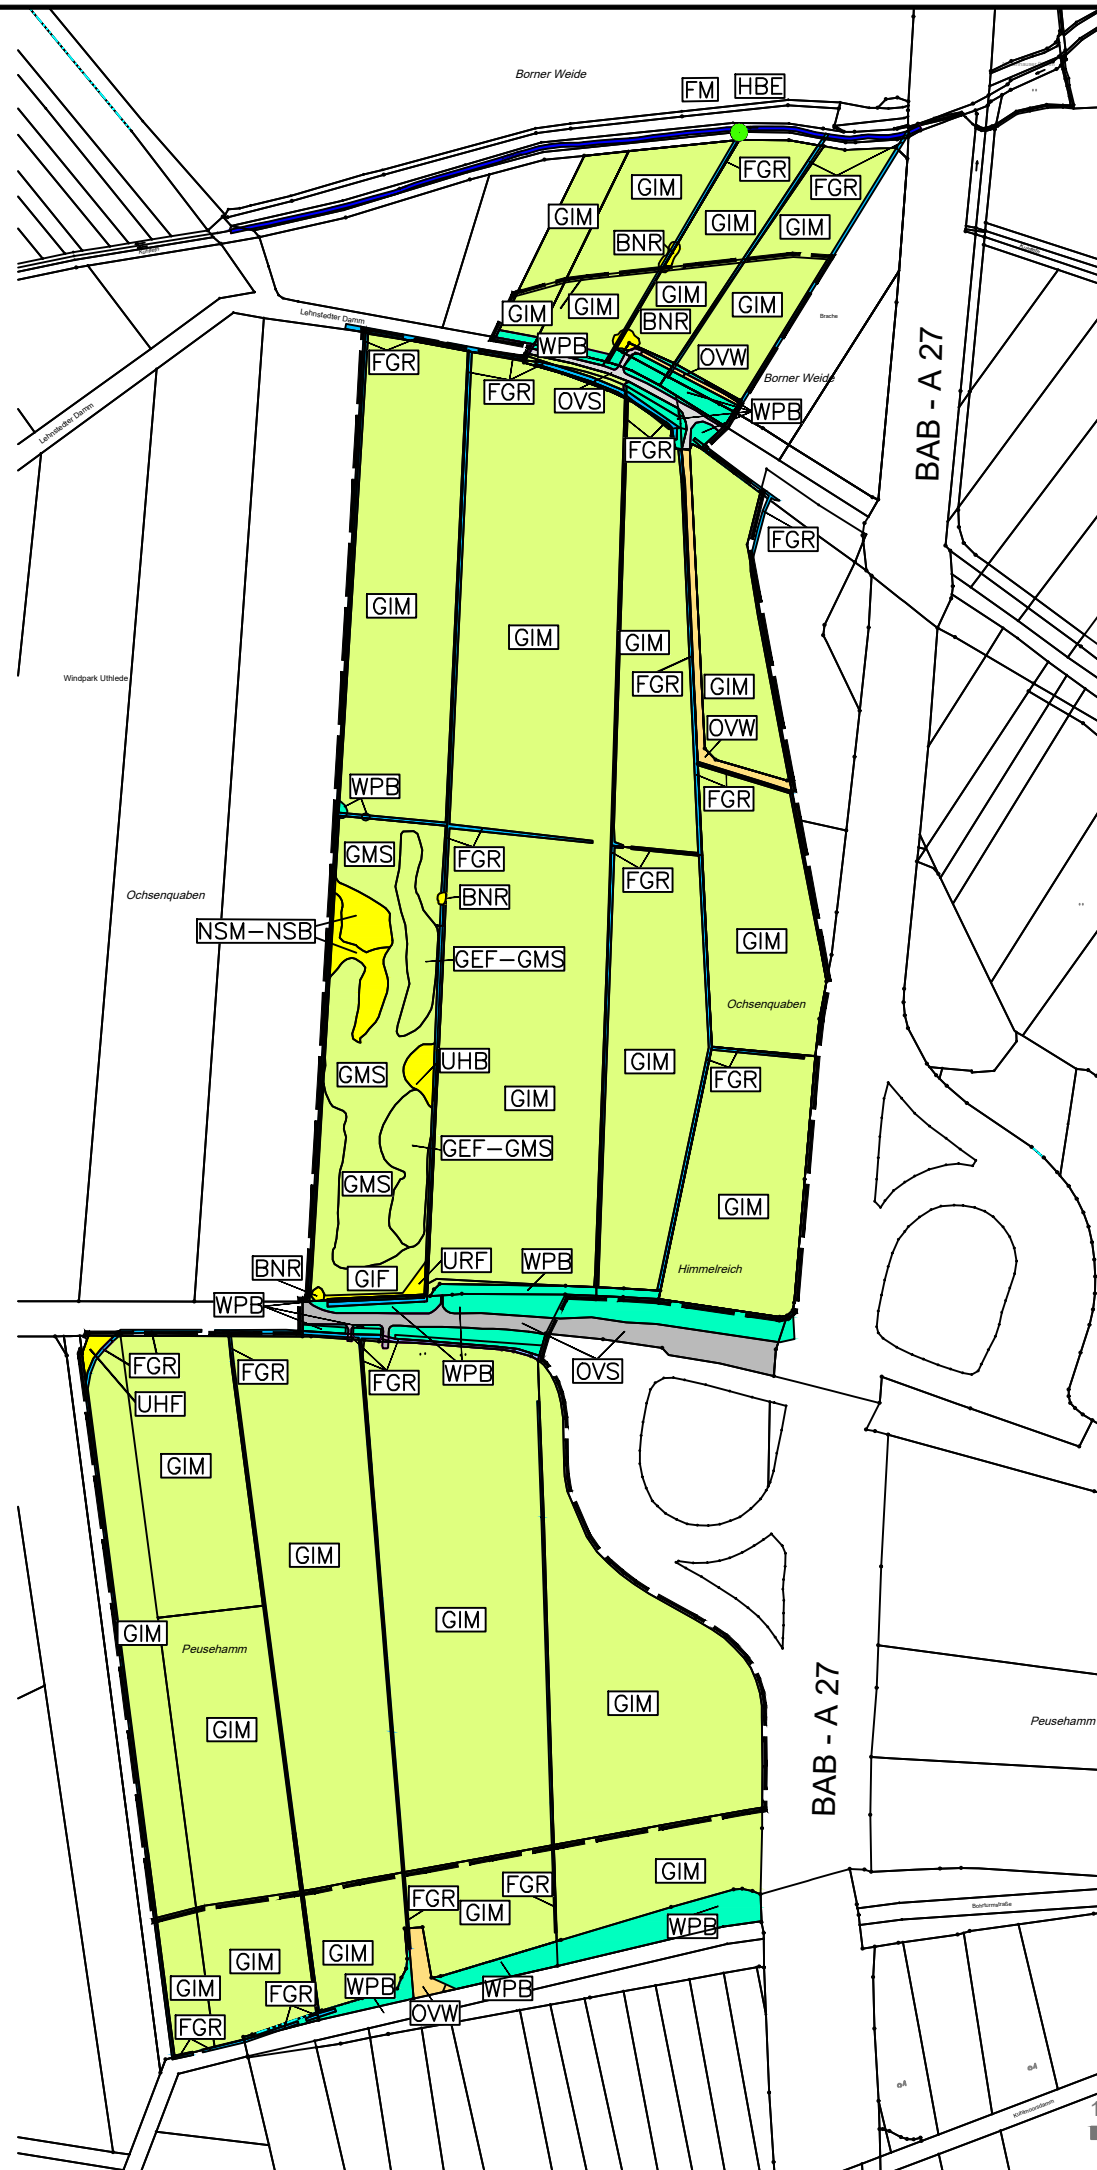 Borner Weide
FM
HBE
FGR
FGR
GIM
GIM
GIM
GIM
BNR
GIM
GIM
GIM
GIM
BNR
Lehnstedter Damm
Brache
WPB
OVW
FGR
FGR
OVS
Borner Weide
WPB
BAB - A 27
Lehnstedter Damm
FGR
FGR
GIM
GIM
GIM
FGR
GIM
Windpark Uthlede
OVW
WPB
FGR
GMS
FGR
FGR
Ochsenquaben
BNR
NSM-NSB
GIM
GEF-GMS
Ochsenquaben
UHB
GIM
GMS
FGR
GIM
GEF-GMS
GMS
GIM
BNR
GIF
URF
WPB
Himmelreich
WPB
FGR
FGR
FGR
WPB
OVS
UHF
GIM
GIM
GIM
GIM
Peusehamm
GIM
GIM
BAB - A 27
Peusehamm
GIM
FGR
FGR
GIM
Bohrturmstraße
WPB
GIM
GIM
GIM
FGR
WPB
WPB
OVW
FGR
Kuhlmoorsdamm